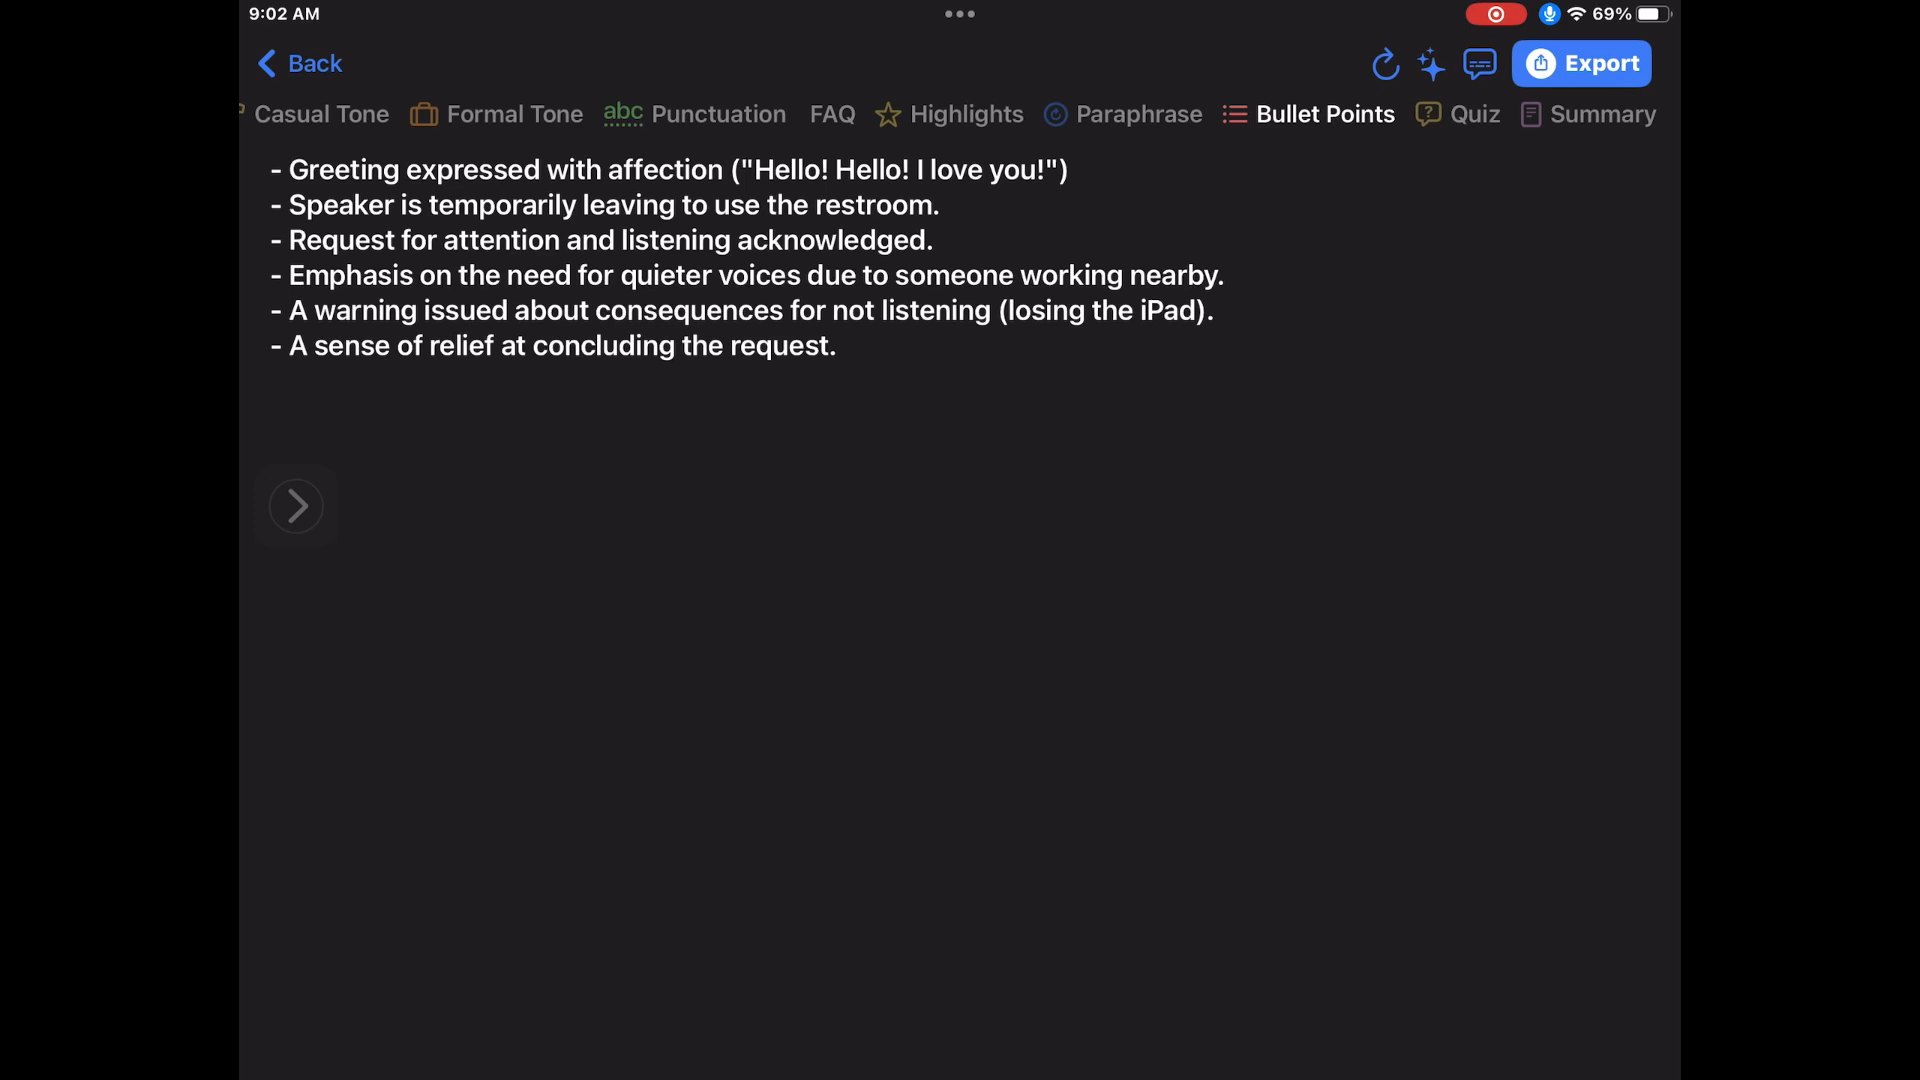 9:02 AM
69%
Back
Export
Casual Tone
Formal Tone
abc Punctuation
FAQ
Highlights
Paraphrase
Bullet Points
? Quiz
Summary
- Greeting expressed with affection ("Hello! Hello! I love you!")
- Speaker is temporarily leaving to use the restroom.
- Request for attention and listening acknowledged.
- Emphasis on the need for quieter voices due to someone working nearby.
- A warning issued about consequences for not listening (losing the iPad).
- A sense of relief at concluding the request.